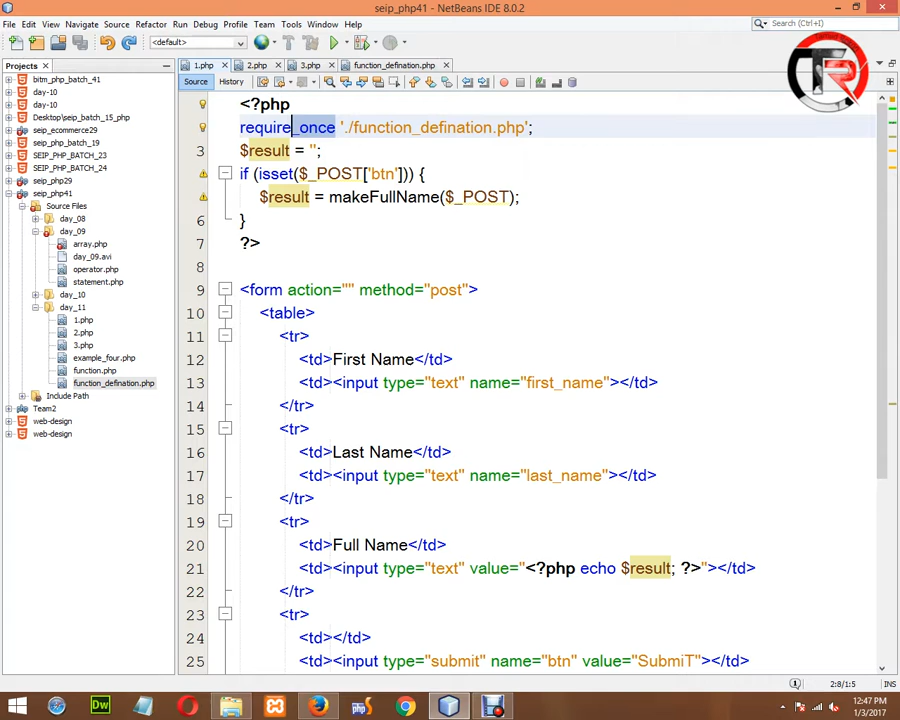 seip_php41 - NetBeans IDE 8.0.2
File Edit View Navigate Source Refactor Run Debug Profile Team Tools Window Help
Search (Ctrl+I)
<default>
Projects
1.php 2.php 3.php function_defination.php
Source History
bitm_php_batch_41
day-10
day-10
Desktop\seip_batch_15_php
seip_ecommerce29
seip_php_batch_19
SEIP_PHP_BATCH_23
SEIP_PHP_BATCH_24
seip_php29
seip_php41
Source Files
day_08
day_09
array.php
day_09.avi
operator.php
statement.php
day_10
day_11
1.php
2.php
3.php
example_four.php
function.php
function_defination.php
Include Path
Team2
web-design
web-design
<?php
require_once './function_defination.php';
3 $result = '';
if (isset($_POST['btn'])) {
$result = makeFullName($_POST);
6 }
7 ?>
8
9 <form action="" method="post">
10 <table>
11 <tr>
12 <td>First Name</td>
13 <td><input type="text" name="first_name"></td>
14 </tr>
15 <tr>
16 <td>Last Name</td>
17 <td><input type="text" name="last_name"></td>
18 </tr>
19 <tr>
20 <td>Full Name</td>
21 <td><input type="text" value="<?php echo $result; ?>"></td>
22 </tr>
23 <tr>
24 <td></td>
25 <td><input type="submit" name="btn" value="SubmiT"></td>
2:8/1:5 INS
Dw
12:47 PM
1/3/2017